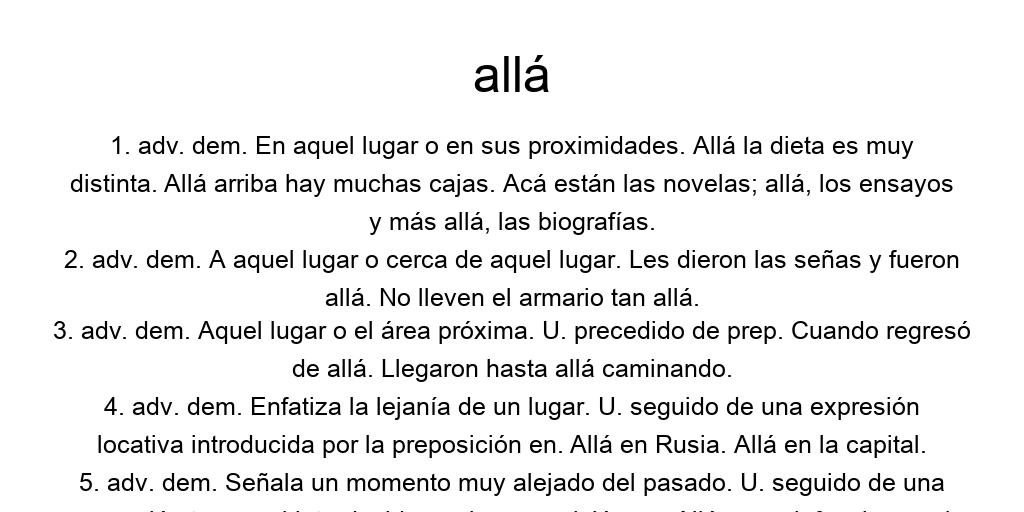 allá
1. adv. dem. En aquel lugar o en sus proximidades. Allá la dieta es muy
distinta. Allá arriba hay muchas cajas. Acá están las novelas; allá, los ensayos
y más allá, las biografías.
2. adv. dem. A aquel lugar o cerca de aquel lugar. Les dieron las señas y fueron
allá. No lleven el armario tan allá.
3. adv. dem. Aquel lugar o el área próxima. U. precedido de prep. Cuando regresó
de allá. Llegaron hasta allá caminando.
4. adv. dem. Enfatiza la lejanía de un lugar. U. seguido de una expresión
locativa introducida por la preposición en. Allá en Rusia. Allá en la capital.
5. adv. dem. Señala un momento muy alejado del pasado. U. seguido de una